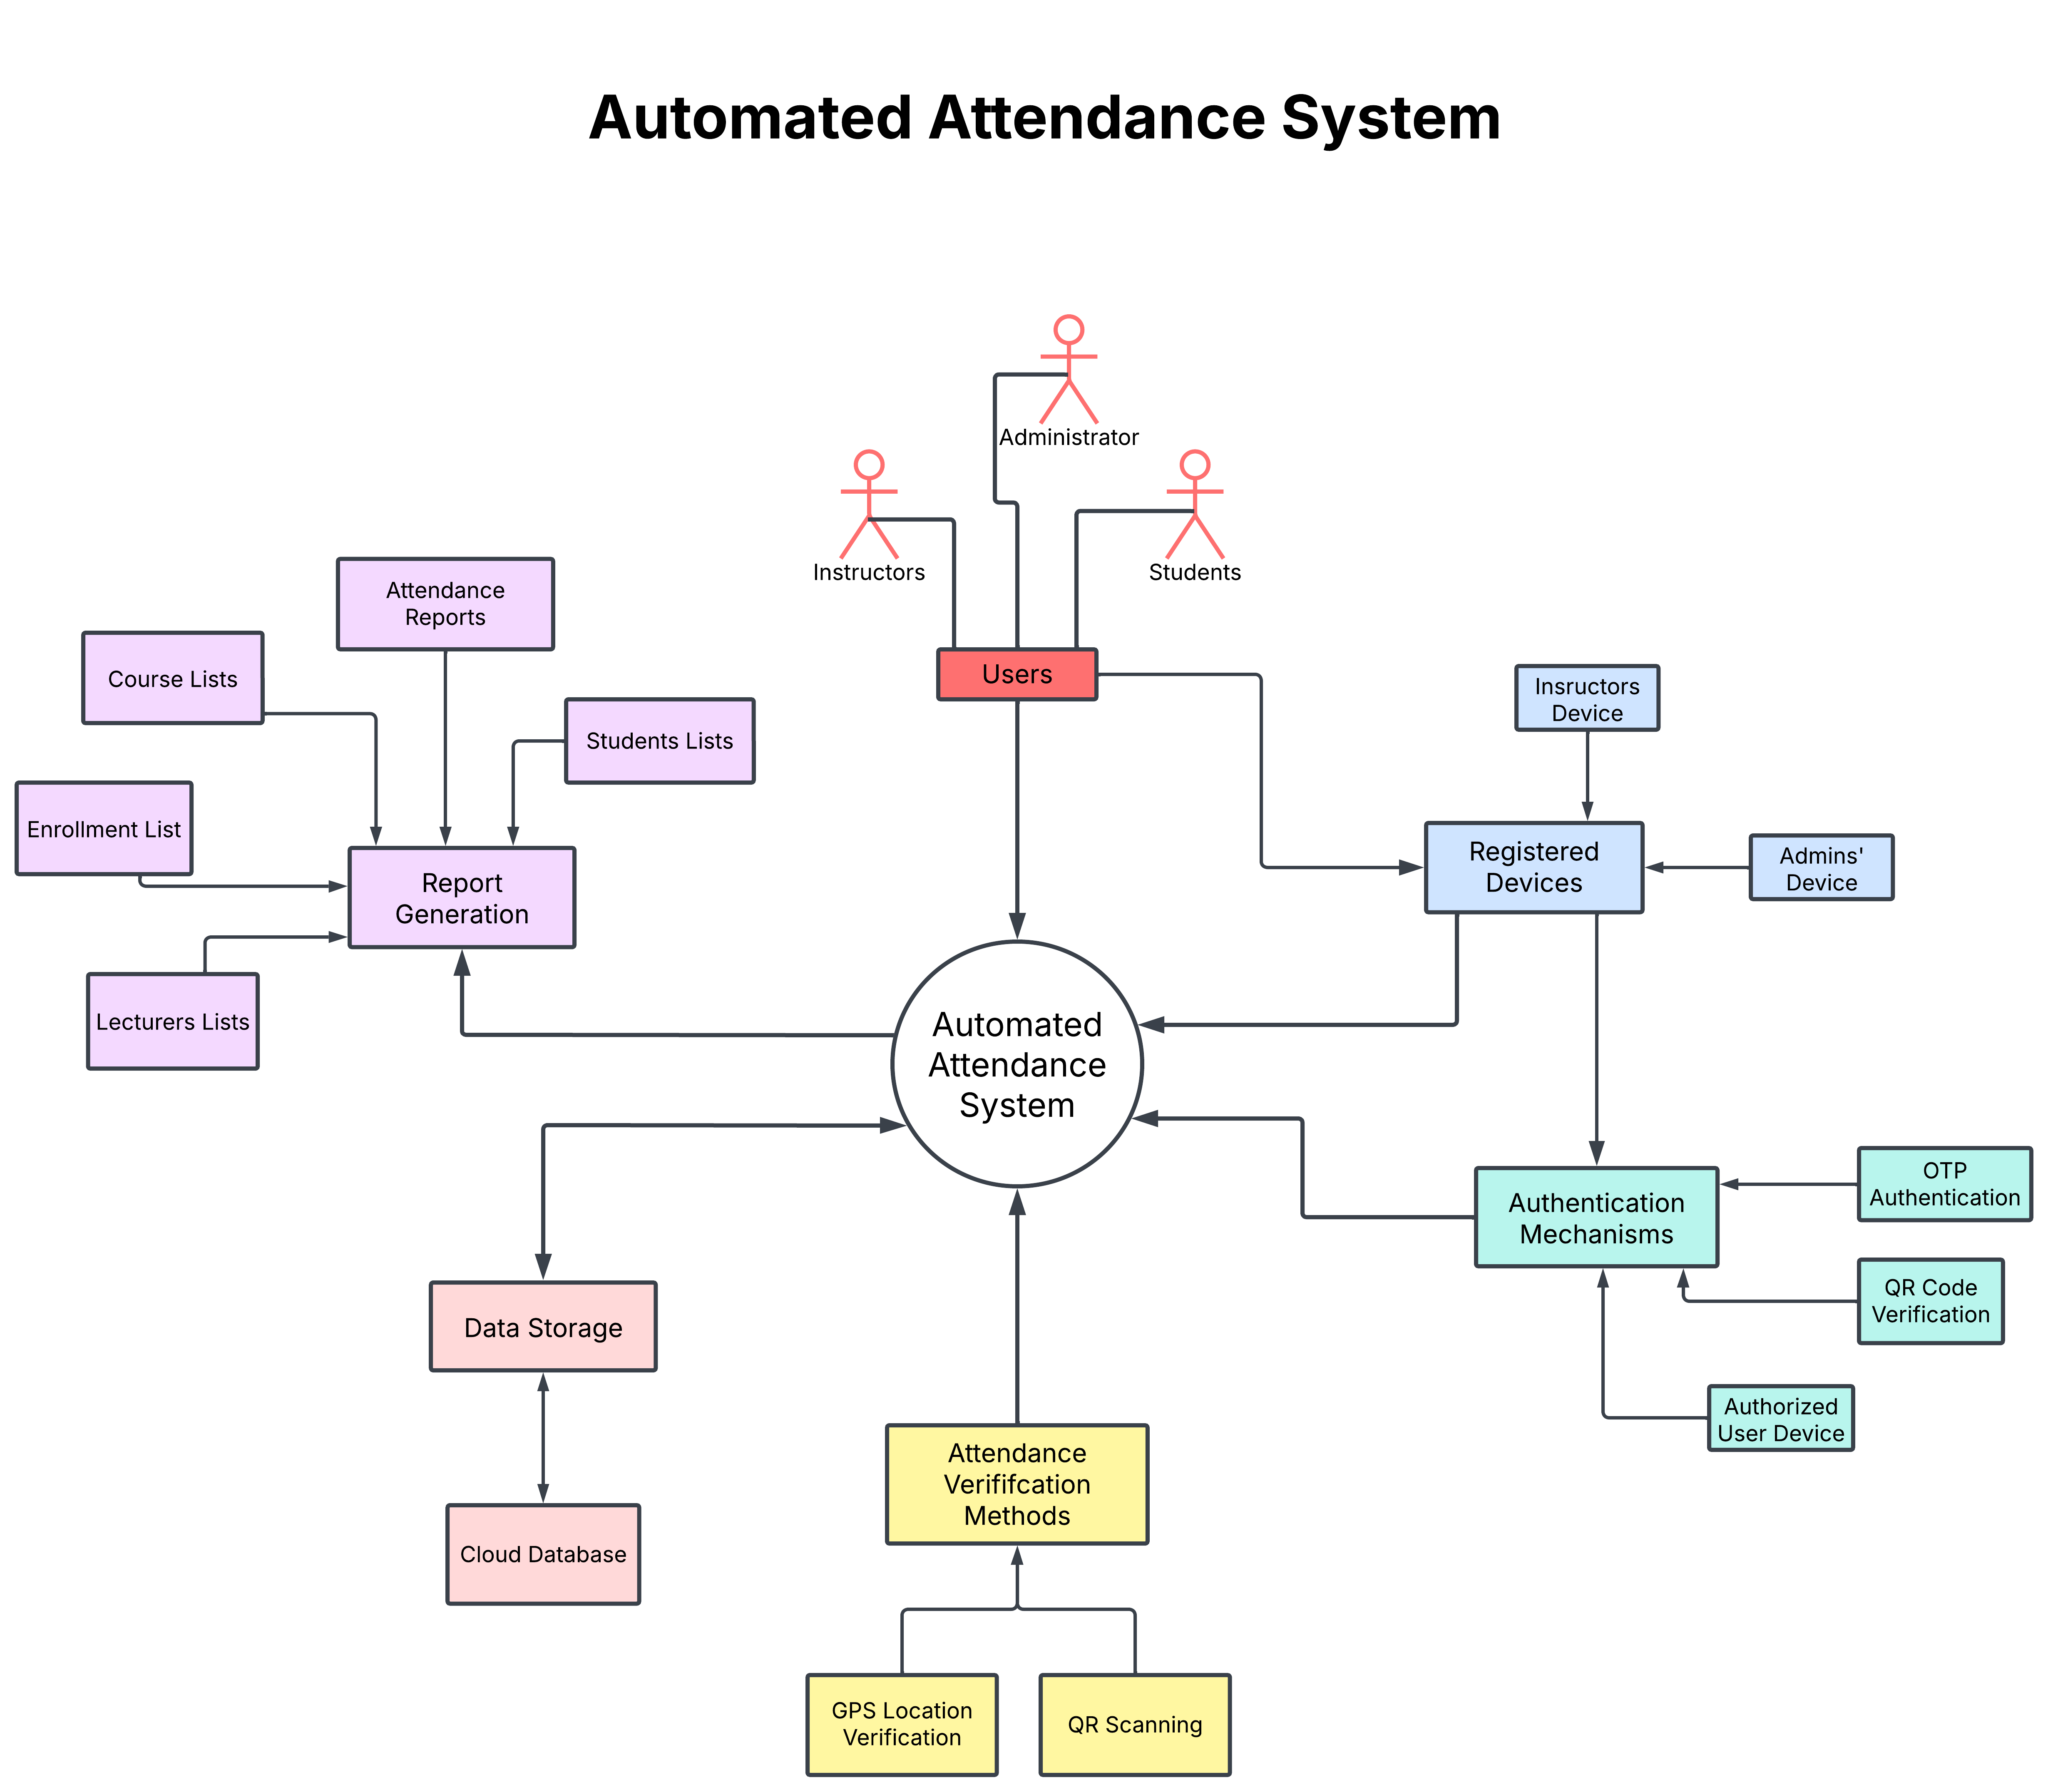 Automated Attendance System
Administrator
Instructors
Students
Users
Attendance
Reports
Course Lists
Students Lists
Enrollment List
Report
Generation
Lecturers Lists
Insructors
Device
Registered
Devices
Admins'
Device
Automated
Attendance
System
OTP
Authentication
Authentication
Mechanisms
QR Code
Verification
Authorized
User Device
Data Storage
Cloud Database
Attendance
Verififcation
Methods
GPS Location
Verification
QR Scanning